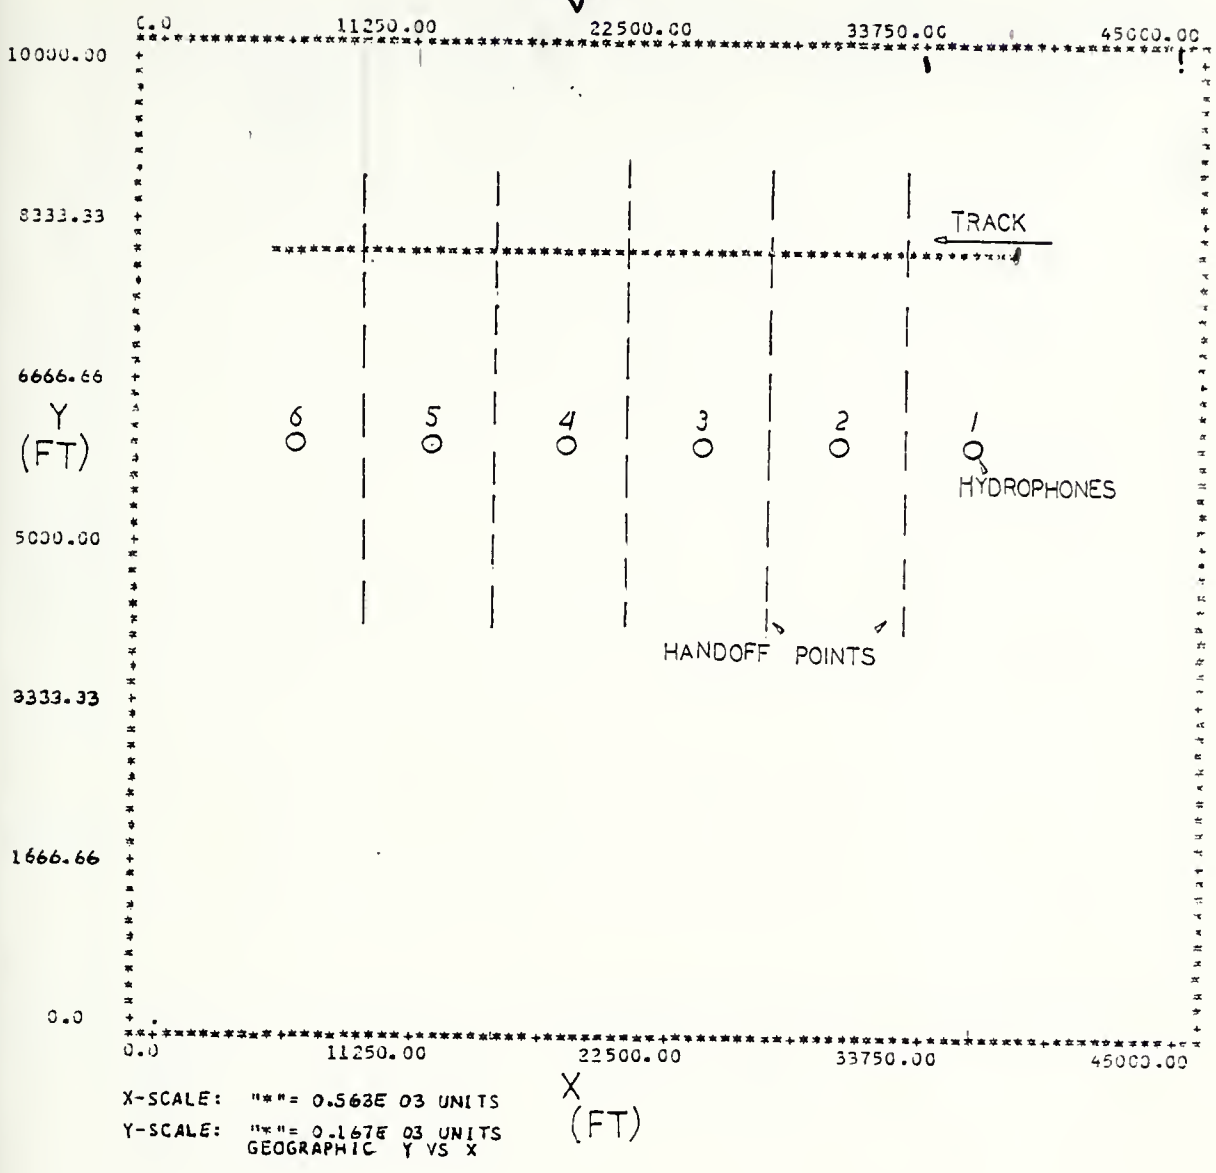 0.0 11250.00 22500.00 33750.00 45000.00
10000.00
8333.33
TRACK
6666.66
Y
(FT)
6 5 4 3 2 1
HYDROPHONES
5000.00
HANDOFF POINTS
3333.33
1666.66
0.0
0.0 11250.00 22500.00 33750.00 45000.00
X
(FT)
X-SCALE: "*"= 0.563E 03 UNITS
Y-SCALE: "*"= 0.167E 03 UNITS
GEOGRAPHIC Y VS X